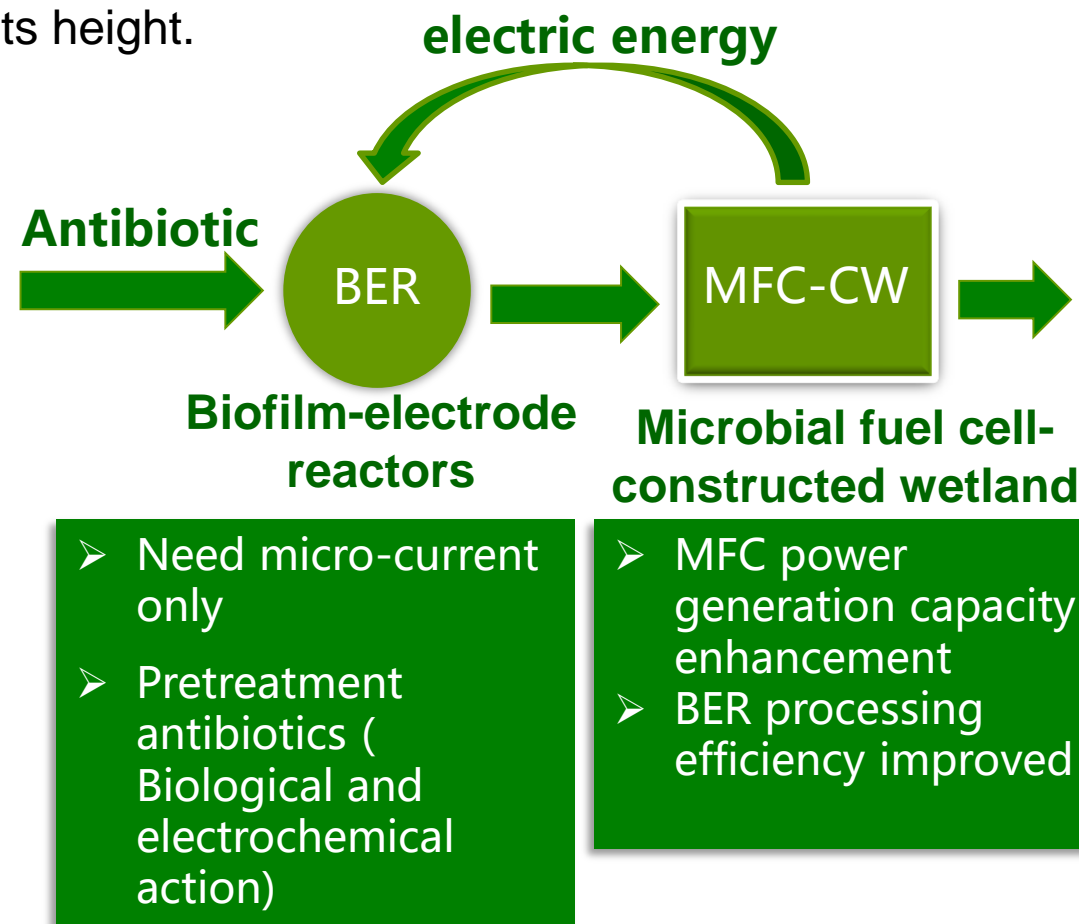 ts height.
electric energy
Antibiotic
BER
MFC-CW
Biofilm-electrode
reactors
Microbial fuel cell-
constructed wetland
➢ Need micro-current
only
➢ Pretreatment
antibiotics (
Biological and
electrochemical
action)
➢ MFC power
generation capacity
enhancement
➢ BER processing
efficiency improved